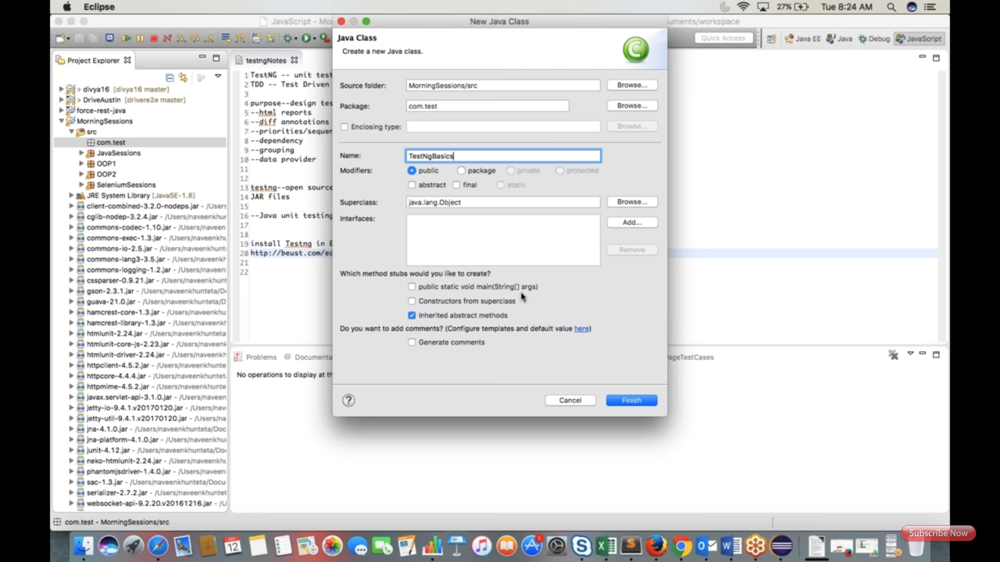 Eclipse
27%
Tue 8:24 AM
JavaScript - Mo
New Java Class
uments/workspace
Quick Access
Java EE
Java
Debug
JavaScript
Project Explorer
> divya16 [divya16 master]
> DriveAustin [drivere2e master]
force-rest-java
MorningSessions
src
com.test
JavaSessions
OOP1
OOP2
SeleniumSessions
JRE System Library [JavaSE-1.8]
client-combined-3.2.0-nodeps.jar - /Users
cglib-nodep-3.2.4.jar - /Users/naveenkhun
commons-codec-1.10.jar - /Users/naveen
commons-exec-1.3.jar - /Users/naveenkhu
commons-io-2.5.jar - /Users/naveenkhunt
commons-lang3-3.5.jar - /Users/naveenkh
commons-logging-1.2.jar - /Users/naveen
cssparser-0.9.21.jar - /Users/naveenkhun
gson-2.3.1.jar - /Users/naveenkhunteta/D
guava-21.0.jar - /Users/naveenkhunteta/D
hamcrest-core-1.3.jar - /Users/naveenkhu
hamcrest-library-1.3.jar - /Users/naveenkh
htmlunit-2.24.jar - /Users/naveenkhunteta
htmlunit-core-js-2.23.jar - /Users/naveenk
htmlunit-driver-2.24.jar - /Users/naveenk
httpclient-4.5.2.jar - /Users/naveenkhunte
httpcore-4.4.4.jar - /Users/naveenkhuntet
httpmime-4.5.2.jar - /Users/naveenkhunte
javax.servlet-api-3.1.0.jar - /Users/naveen
jetty-io-9.4.1.v20170120.jar - /Users/nav
jetty-util-9.4.1.v20170120.jar - /Users/na
jna-4.1.0.jar - /Users/naveenkhunteta/Doc
jna-platform-4.1.0.jar - /Users/naveenkhu
junit-4.12.jar - /Users/naveenkhunteta/Do
neko-htmlunit-2.24.jar - /Users/naveenkhu
phantomjsdriver-1.4.0.jar - /Users/naveen
sac-1.3.jar - /Users/naveenkhunteta/Docu
serializer-2.7.2.jar - /Users/naveenkhuntet
websocket-api-9.2.20.v20161216.jar - /U
com.test - MorningSessions/src
testngNotes
1 TestNG -- unit test
2 TDD -- Test Driven
3
4 purpose--design tes
5 --html reports
6 --diff annotations
7 --priorities/sequen
8 --dependency
9 --grouping
10 --data provider
11
12
13 testng--open source
14 JAR files
15
16 --Java unit testing
17
18
19 install Testng in E
20 http://beust.com/ec
21
22
Problems
@ Documenta
ageTestCases
No operations to display at th
Java Class
Create a new Java class.
C
Source folder: MorningSessions/src Browse...
Package: com.test Browse...
Enclosing type: Browse...
Name: TestNgBasics
Modifiers: public package private protected
abstract final static
Superclass: java.lang.Object Browse...
Interfaces: Add...
Remove
Which method stubs would you like to create?
public static void main(String[] args)
Constructors from superclass
Inherited abstract methods
Do you want to add comments? (Configure templates and default value here)
Generate comments
? Cancel Finish
12
1
Subscribe Now